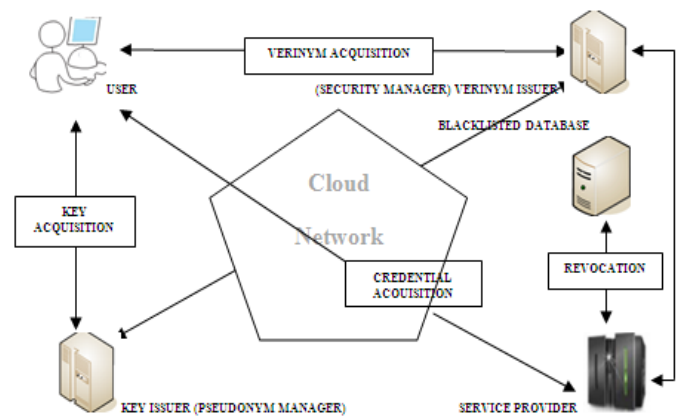 VERINYM ACQUISITION
USER
(SECURITY MANAGER) VERINYM ISSUER
BLACKLISTED DATABASE
Cloud
Network
KEY
ACQUISITION
CREDENTIAL
ACOUISITION
REVOCATION
KEY ISSUER (PSEUDONYM MANAGER)
SERVICE PROVIDER